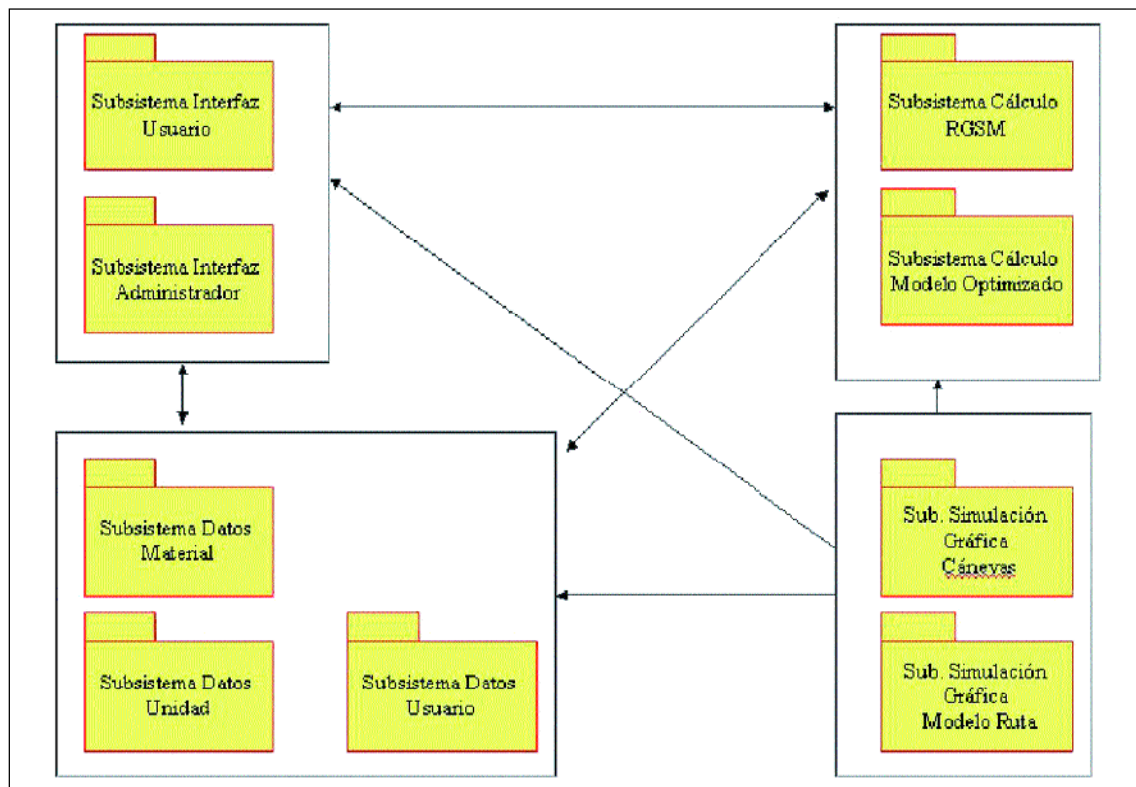 Subsistema Interfaz
Usuario
Subsistema Interfaz
Administrador
Subsistema Cálculo
RGSM
Subsistema Cálculo
Modelo Optimizado
Subsistema Datos
Material
Subsistema Datos
Unidad
Subsistema Datos
Usuario
Sub. Simulación
Gráfica
Cánevas
Sub. Simulación
Gráfica
Modelo Ruta